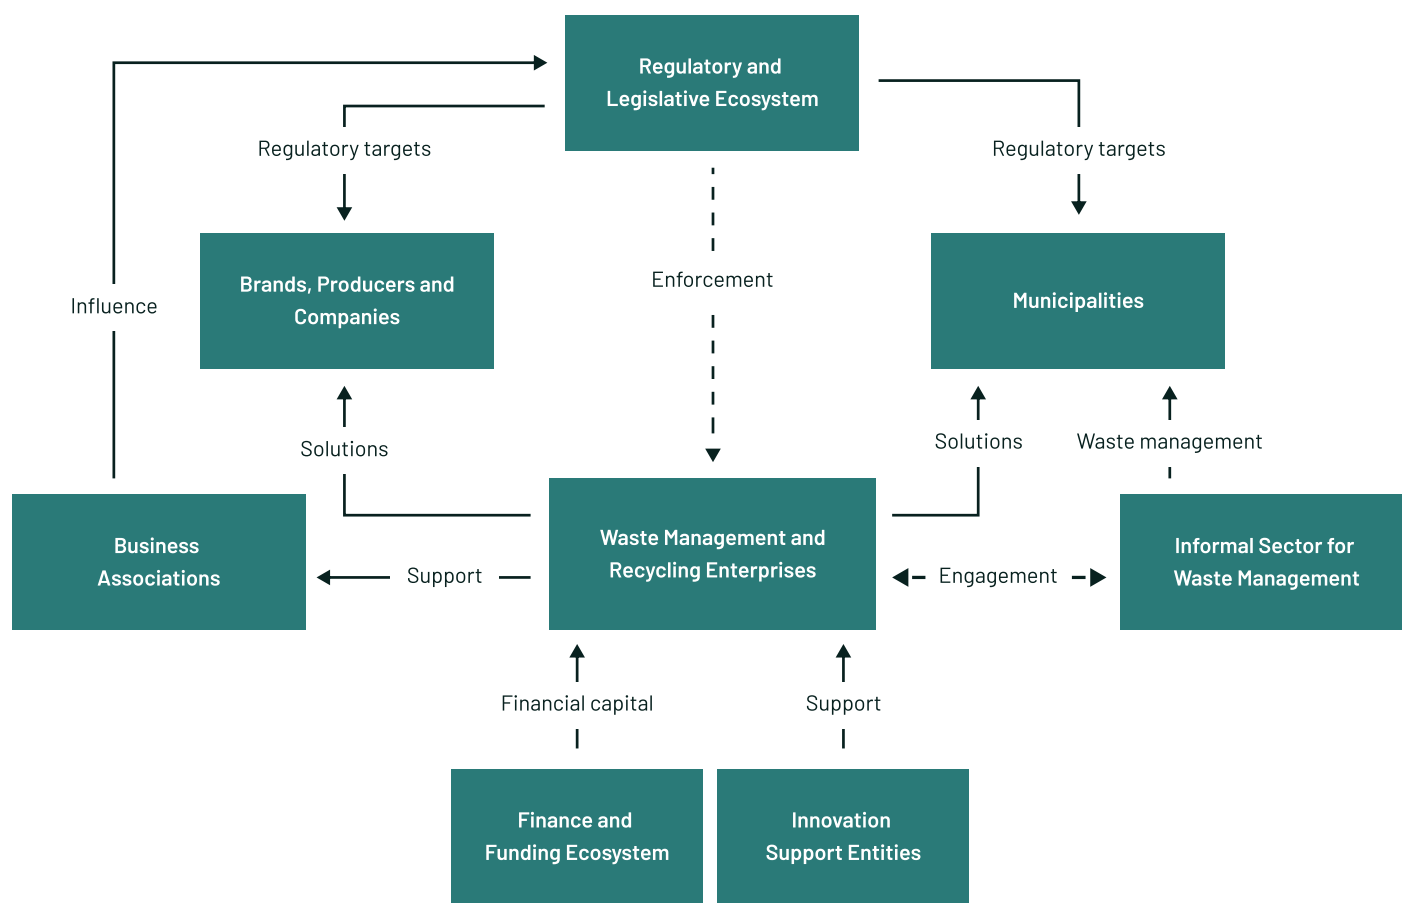 Regulatory and
Legislative Ecosystem
Regulatory targets
Regulatory targets
Enforcement
Brands, Producers and
Companies
Municipalities
Influence
Solutions
Solutions
Waste management
Business
Associations
Support
Waste Management and
Recycling Enterprises
Engagement
Informal Sector for
Waste Management
Financial capital
Support
Finance and
Funding Ecosystem
Innovation
Support Entities